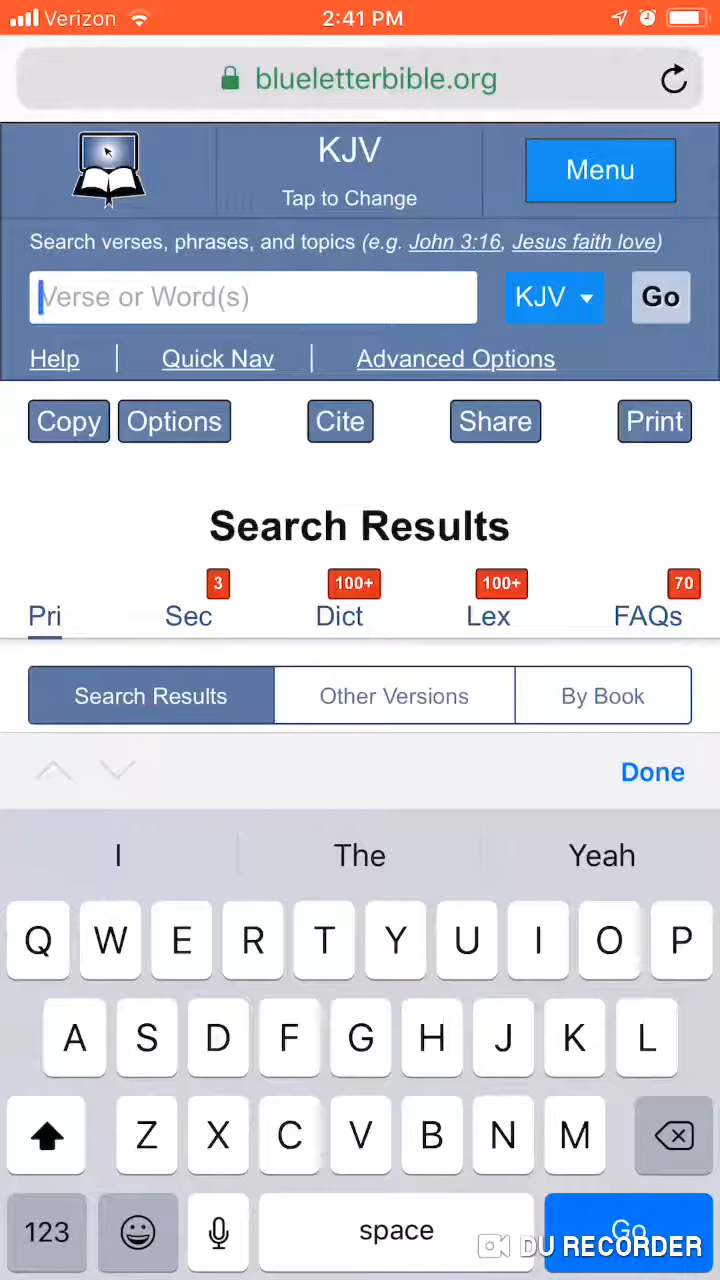 Verizon 2:41 PM
blueletterbible.org
KJV
Tap to Change
Menu
Search verses, phrases, and topics (e.g. John 3:16, Jesus faith love)
Verse or Word(s) KJV Go
Help Quick Nav Advanced Options
Copy Options Cite Share Print
Search Results
3 100+ 100+ 70
Pri Sec Dict Lex FAQs
Search Results Other Versions By Book
Done
I The Yeah
Q W E R T Y U I O P
A S D F G H J K L
Z X C V B N M
123 space Go
DU RECORDER